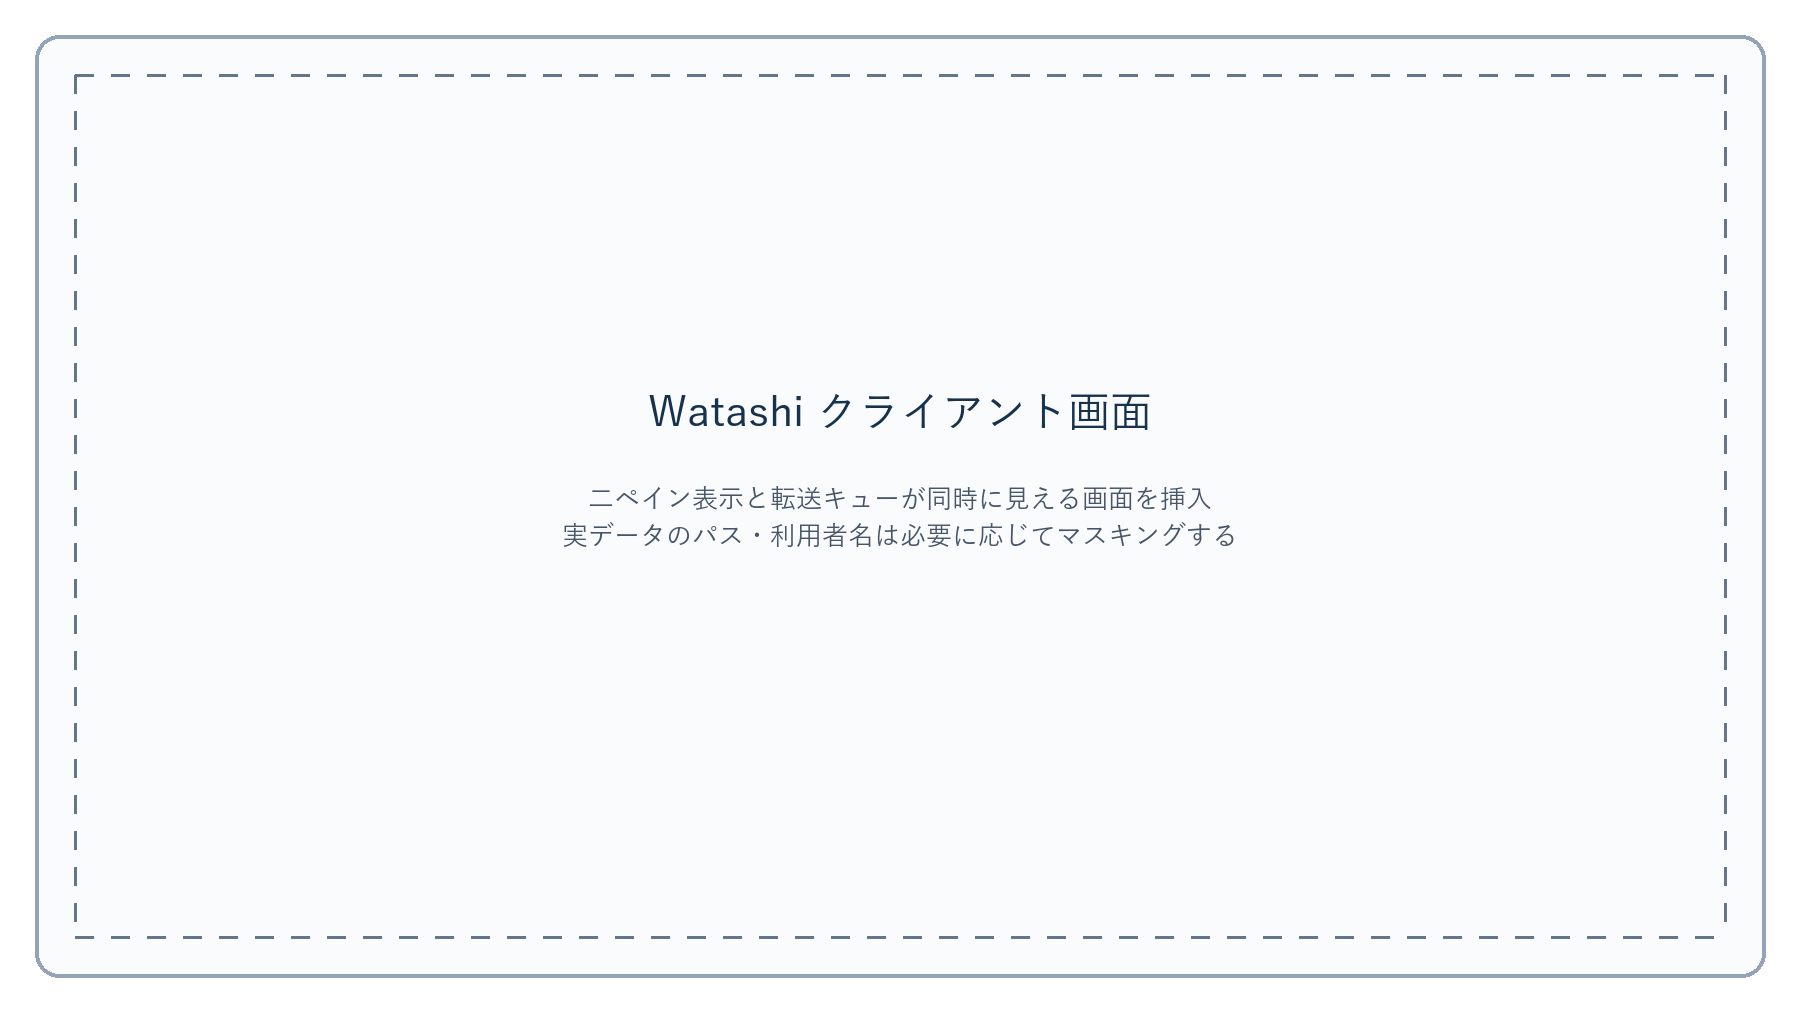 Watashi クライアント画面
二ペイン表示と転送キューが同時に見える画面を挿入
実データのパス・利用者名は必要に応じてマスキングする